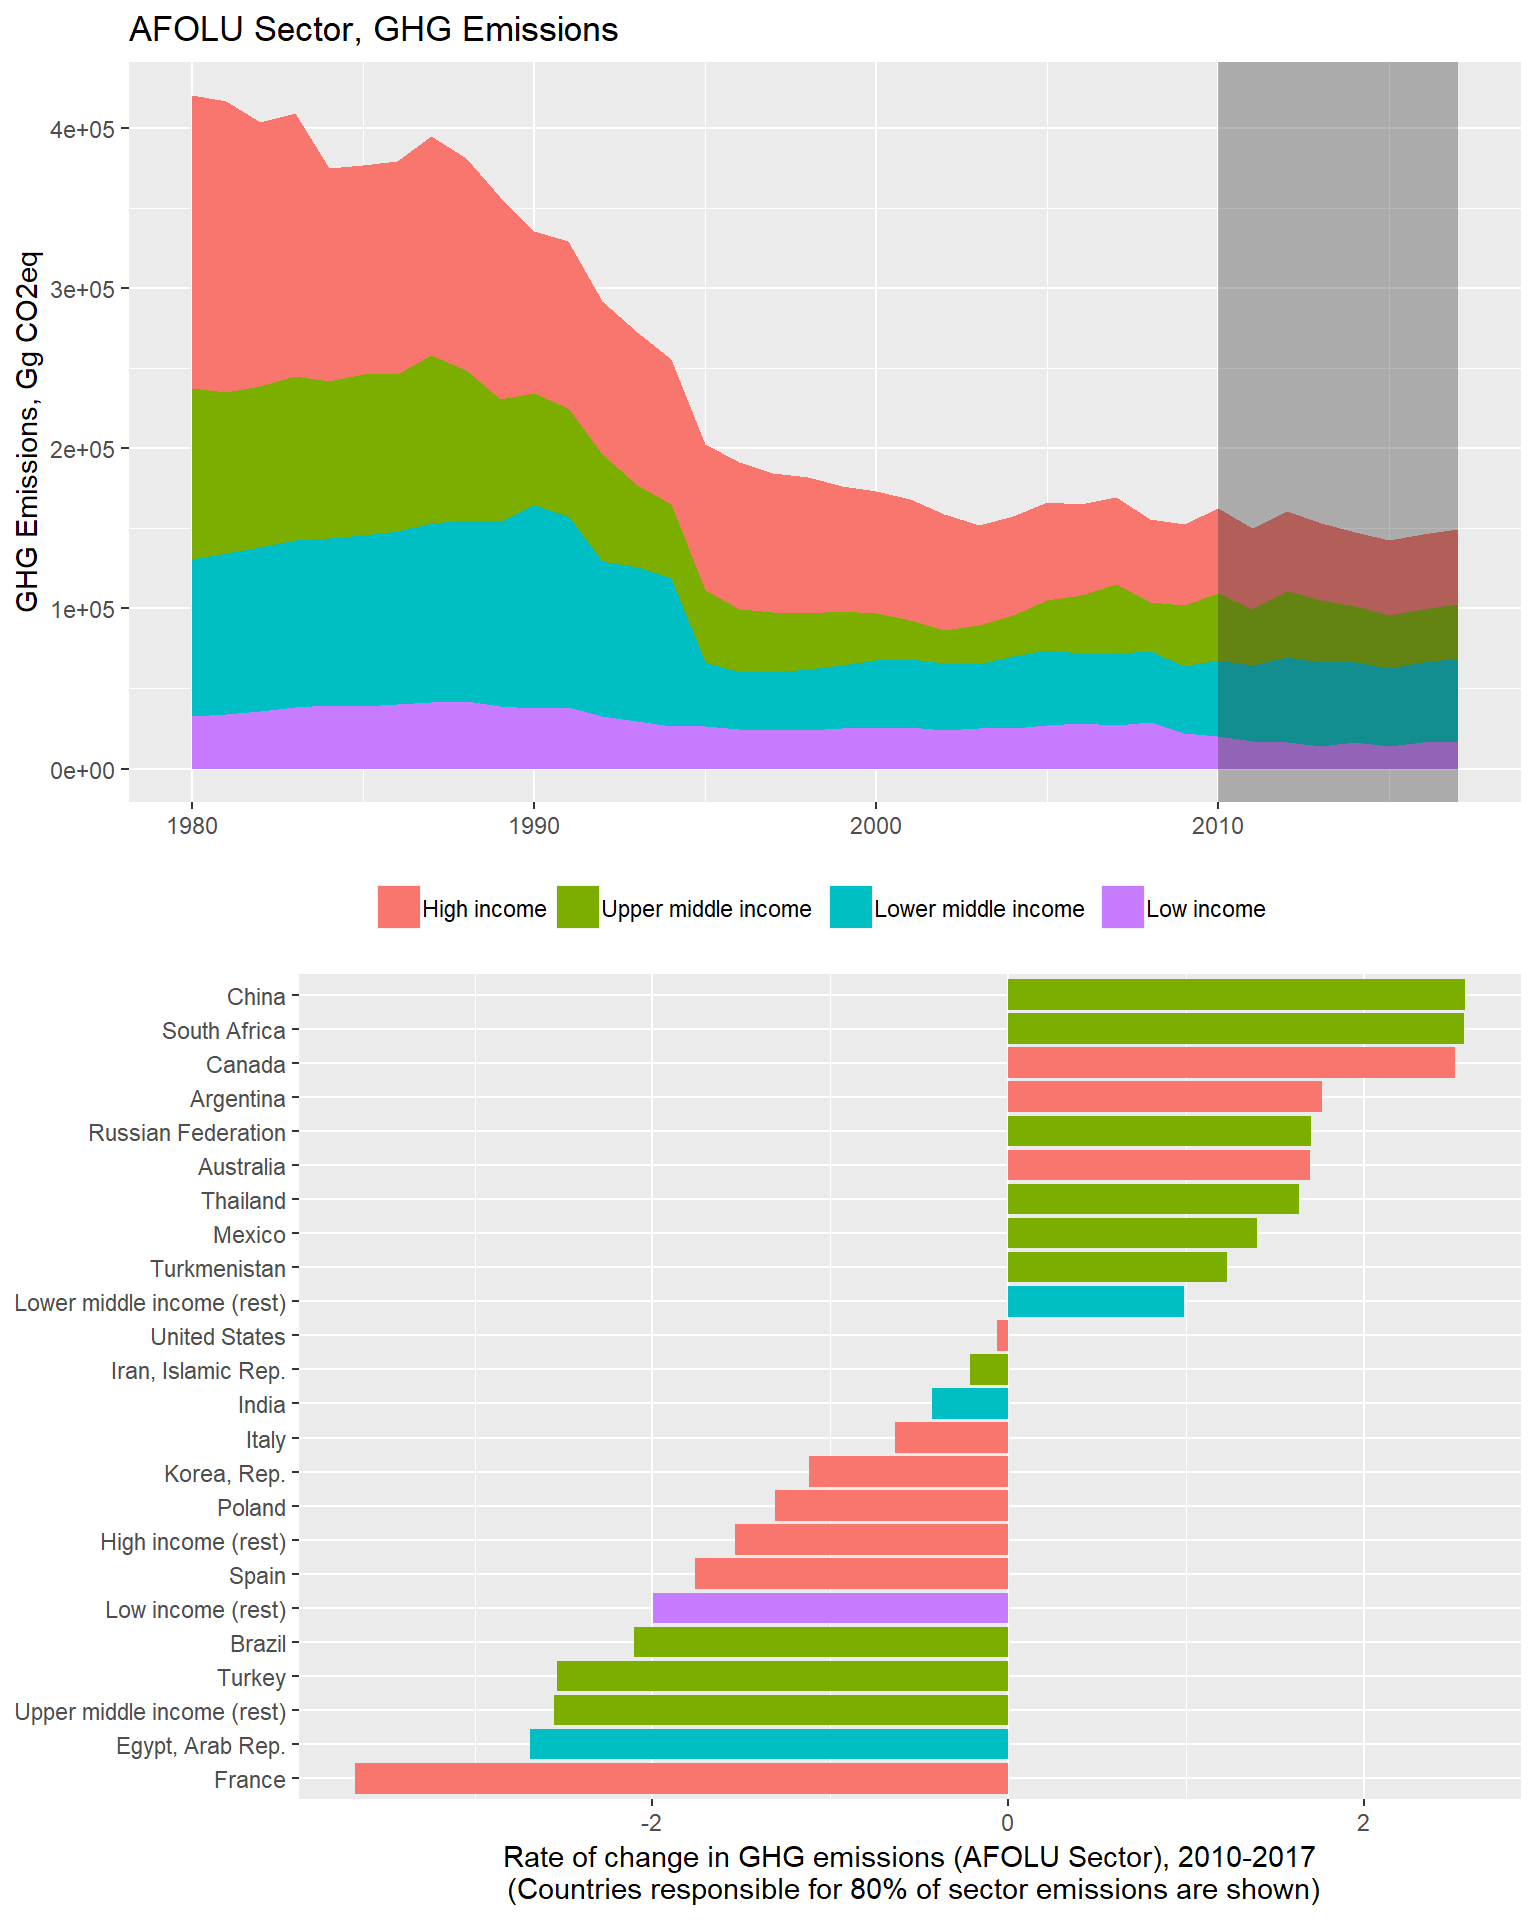 AFOLU Sector, GHG Emissions
GHG Emissions, Gg CO2eq
4e+05
3e+05
2e+05
1e+05
0e+00
1980 1990 2000 2010
High income Upper middle income Lower middle income Low income
China
South Africa
Canada
Argentina
Russian Federation
Australia
Thailand
Mexico
Turkmenistan
Lower middle income (rest)
United States
Iran, Islamic Rep.
India
Italy
Korea, Rep.
Poland
High income (rest)
Spain
Low income (rest)
Brazil
Turkey
Upper middle income (rest)
Egypt, Arab Rep.
France
-2 0 2
Rate of change in GHG emissions (AFOLU Sector), 2010-2017
(Countries responsible for 80% of sector emissions are shown)